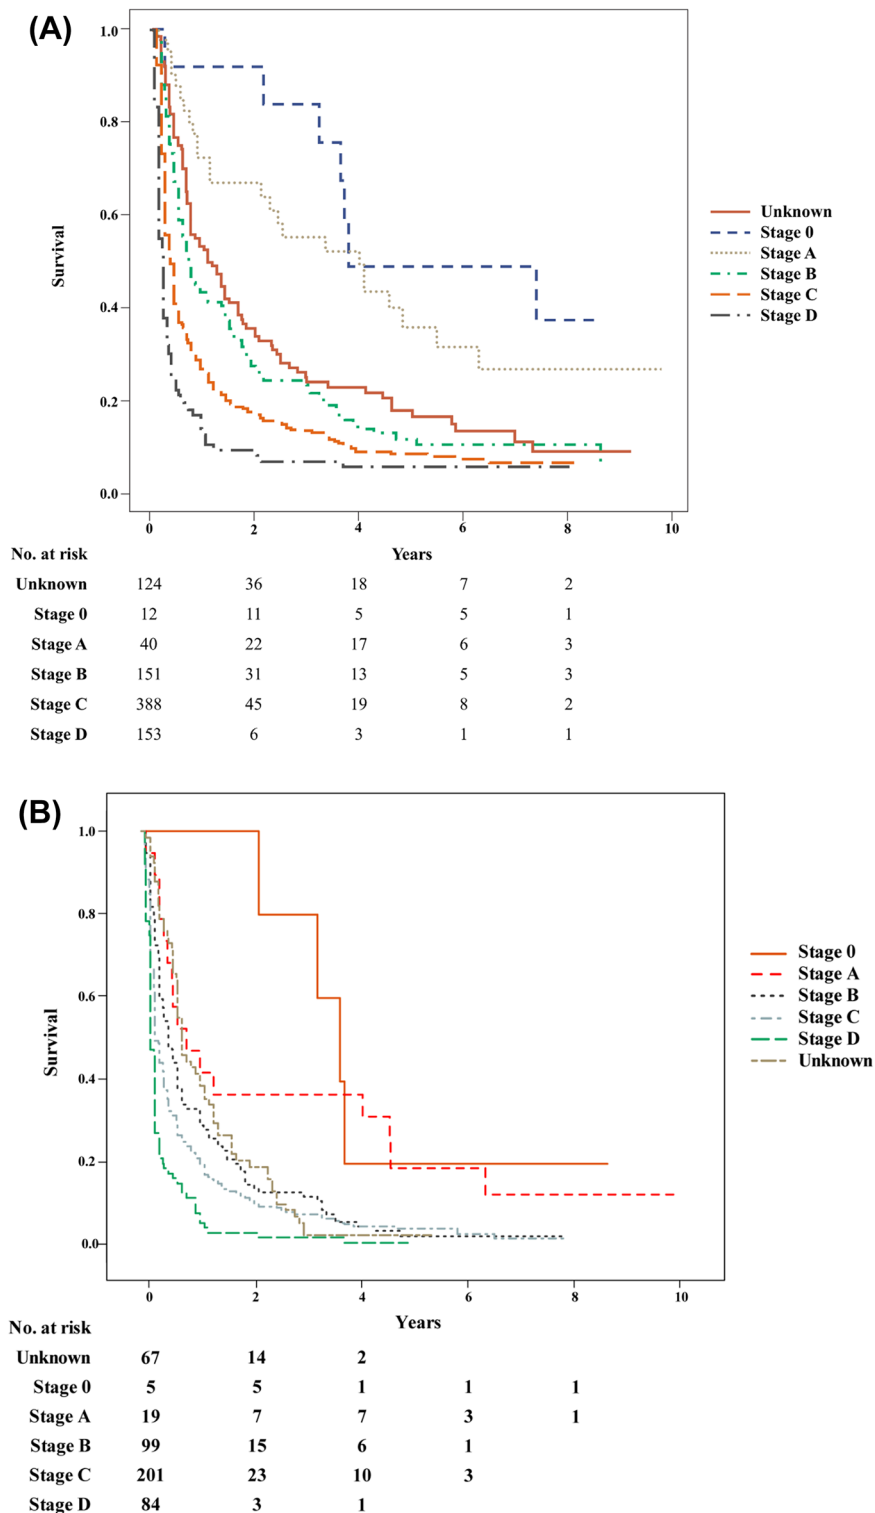 (A)
1.0
0.8
0.6
0.4
0.2
0.0
Survival
Unknown
Stage 0
Stage A
Stage B
Stage C
Stage D
0 2 4 6 8 10
No. at risk Years
Unknown 124 36 18 7 2
Stage 0 12 11 5 5 1
Stage A 40 22 17 6 3
Stage B 151 31 13 5 3
Stage C 388 45 19 8 2
Stage D 153 6 3 1 1
(B)
1.0
0.8
0.6
0.4
0.2
0.0
Survival
Stage 0
Stage A
Stage B
Stage C
Stage D
Unknown
0 2 4 6 8 10
No. at risk Years
Unknown 67 14 2
Stage 0 5 5 1 1 1
Stage A 19 7 7 3 1
Stage B 99 15 6 1
Stage C 201 23 10 3
Stage D 84 3 1